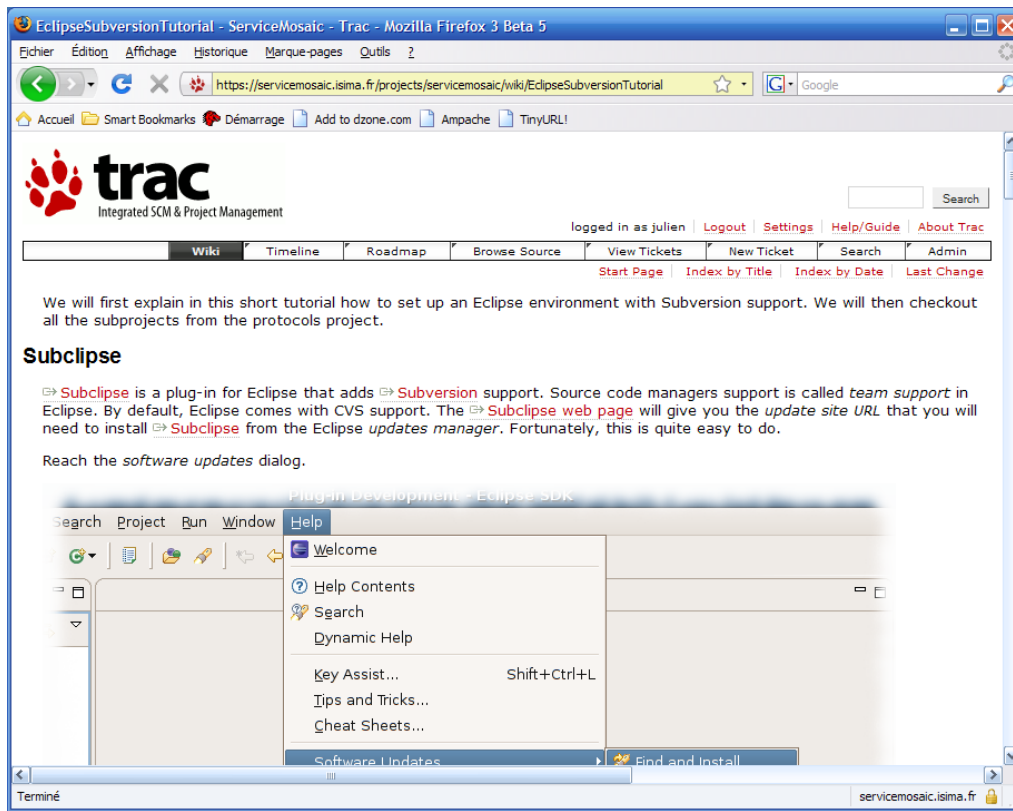 EclipseSubversionTutorial - ServiceMosaic - Trac - Mozilla Firefox 3 Beta 5
Fichier Édition Affichage Historique Marque-pages Outils ?
https://servicemosaic.isima.fr/projects/servicemosaic/wiki/EclipseSubversionTutorial G Google
Accueil Smart Bookmarks Démarrage Add to dzone.com Ampache TinyURL!
trac
Integrated SCM & Project Management
Search
logged in as julien Logout Settings Help/Guide About Trac
Wiki Timeline Roadmap Browse Source View Tickets New Ticket Search Admin
Start Page Index by Title Index by Date Last Change
We will first explain in this short tutorial how to set up an Eclipse environment with Subversion support. We will then checkout
all the subprojects from the protocols project.
Subclipse
Subclipse is a plug-in for Eclipse that adds Subversion support. Source code managers support is called team support in
Eclipse. By default, Eclipse comes with CVS support. The Subclipse web page will give you the update site URL that you will
need to install Subclipse from the Eclipse updates manager. Fortunately, this is quite easy to do.
Reach the software updates dialog.
Plug-in Development - Eclipse SDK
Search Project Run Window Help
Welcome
Help Contents
Search
Dynamic Help
Key Assist... Shift+Ctrl+L
Tips and Tricks...
Cheat Sheets...
Software Updates Find and Install
Terminé servicemosaic.isima.fr